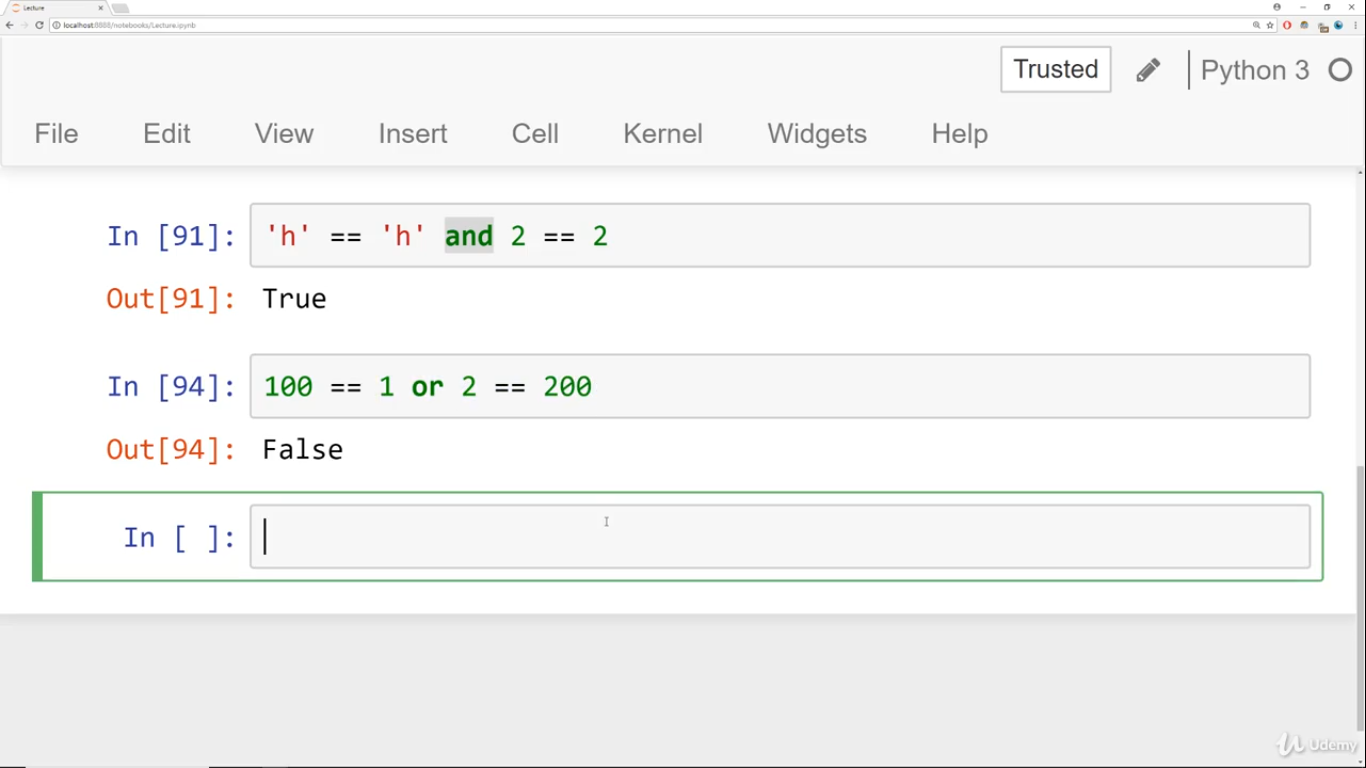 Lecture
localhost:8888/notebooks/Lecture.ipynb
Trusted
Python 3
File Edit View Insert Cell Kernel Widgets Help
In [91]: 'h' == 'h' and 2 == 2
Out[91]: True
In [94]: 100 == 1 or 2 == 200
Out[94]: False
In [ ]:
Udemy